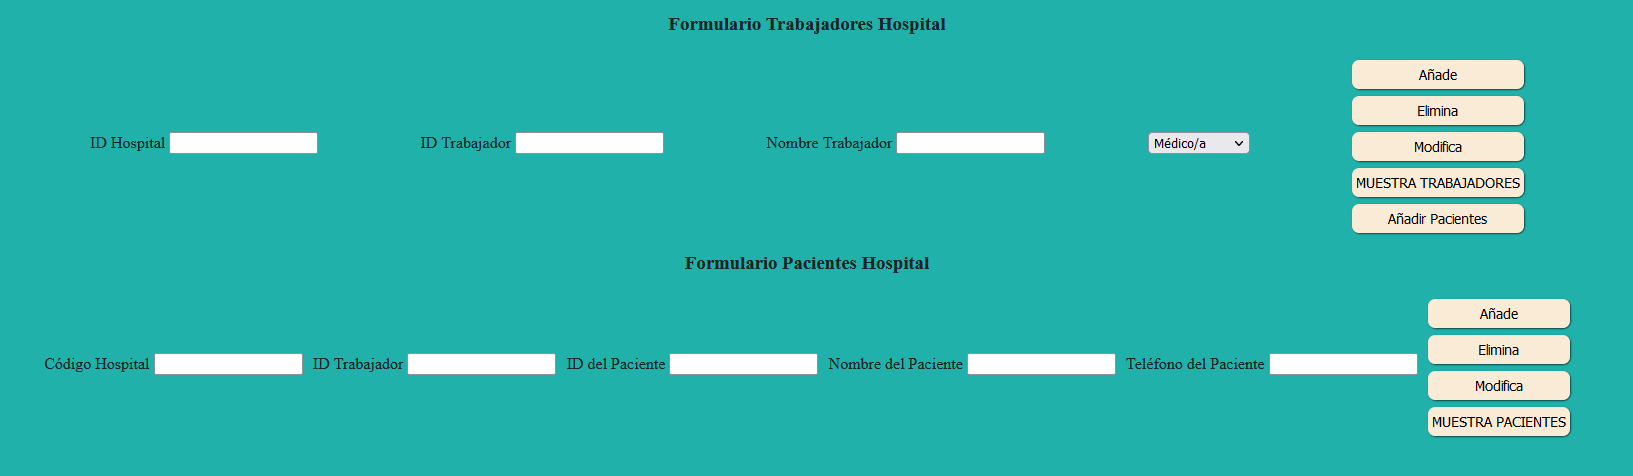 Formulario Trabajadores Hospital
Añade
Elimina
ID Hospital ID Trabajador Nombre Trabajador Médico/a
Modifica
MUESTRA TRABAJADORES
Añadir Pacientes
Formulario Pacientes Hospital
Añade
Elimina
Código Hospital ID Trabajador ID del Paciente Nombre del Paciente Teléfono del Paciente
Modifica
MUESTRA PACIENTES